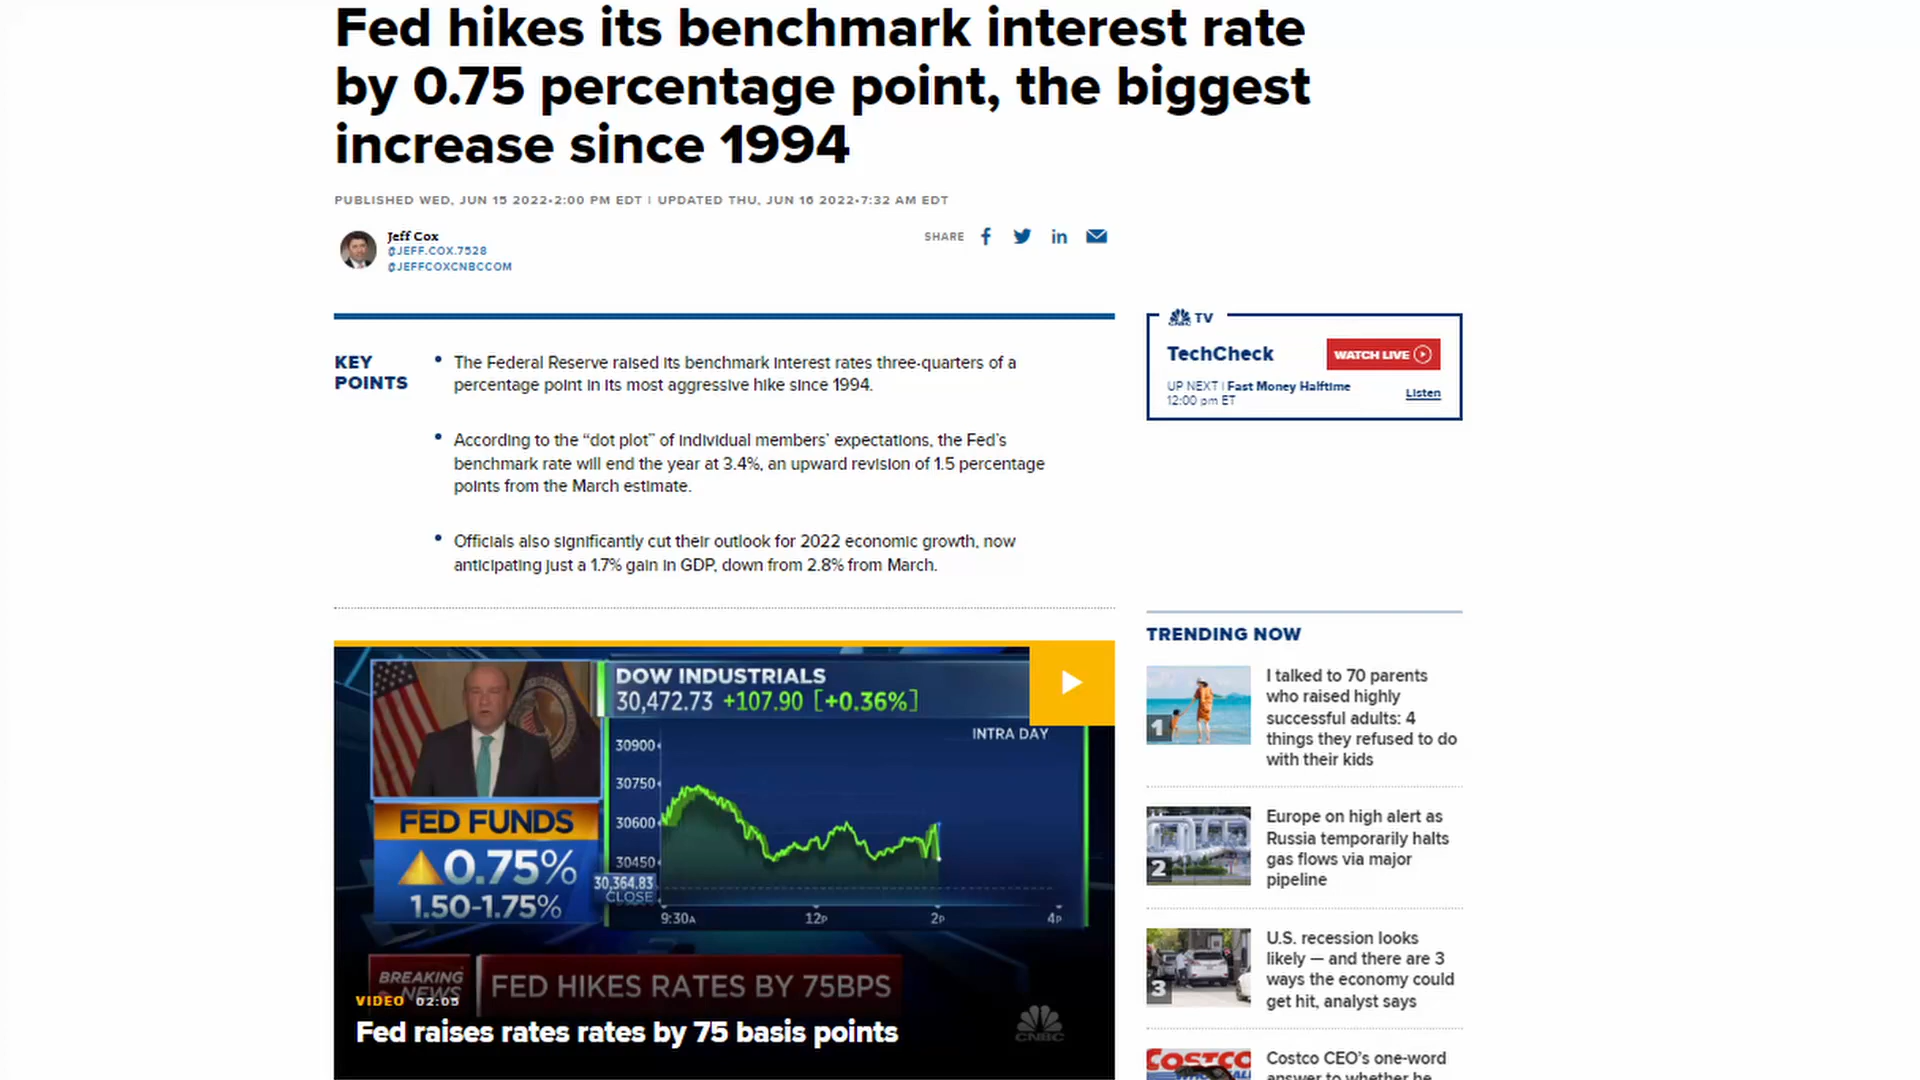 Fed hikes its benchmark interest rate
by 0.75 percentage point, the biggest
increase since 1994
PUBLISHED WED, JUN 15 2022•2:00 PM EDT | UPDATED THU, JUN 16 2022•7:32 AM EDT
Jeff Cox
@JEFF.COX.7528
@JEFFCOXCNBCCOM
SHARE
KEY
POINTS
• The Federal Reserve raised its benchmark interest rates three-quarters of a
percentage point in its most aggressive hike since 1994.
• According to the “dot plot” of individual members’ expectations, the Fed’s
benchmark rate will end the year at 3.4%, an upward revision of 1.5 percentage
points from the March estimate.
• Officials also significantly cut their outlook for 2022 economic growth, now
anticipating just a 1.7% gain in GDP, down from 2.8% from March.
CNBC TV
TechCheck
WATCH LIVE
UP NEXT | Fast Money Halftime
12:00 pm ET
Listen
DOW INDUSTRIALS
30,472.73 +107.90 [+0.36%]
INTRA DAY
30900
30750
30600
30450
30,364.83
CLOSE
9:30A 12P 2P 4P
FED FUNDS
0.75%
1.50-1.75%
BREAKING
NEWS
FED HIKES RATES BY 75BPS
VIDEO 02:05
Fed raises rates rates by 75 basis points
CNBC
TRENDING NOW
1
I talked to 70 parents
who raised highly
successful adults: 4
things they refused to do
with their kids
2
Europe on high alert as
Russia temporarily halts
gas flows via major
pipeline
3
U.S. recession looks
likely — and there are 3
ways the economy could
get hit, analyst says
COSTCO
Costco CEO’s one-word
answer to whether he